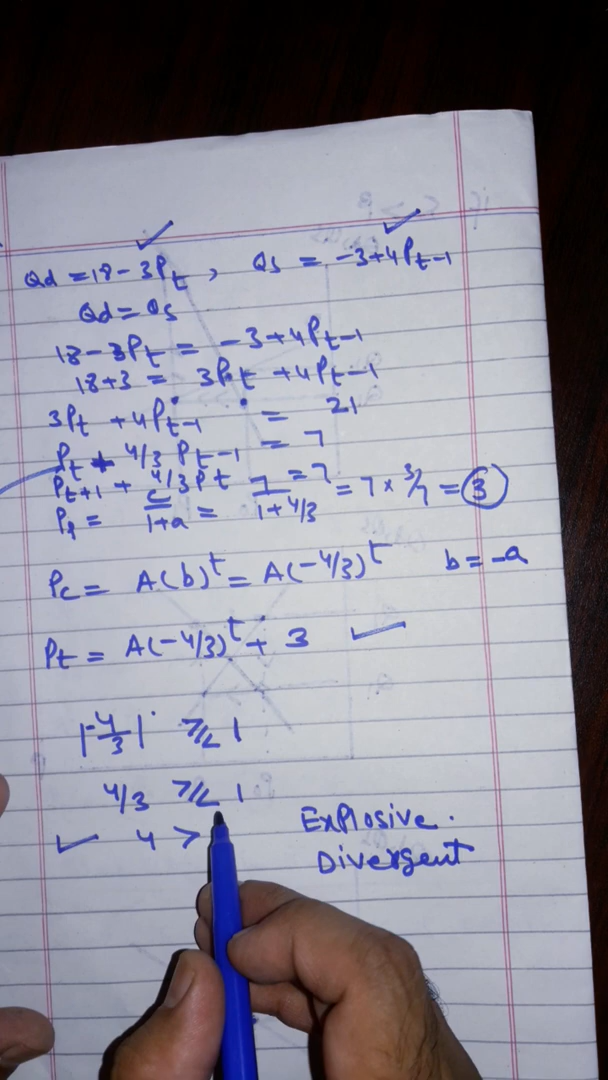 Qd = 18 - 3Pt , Qs = -3+4Pt-1
Qd = Qs
18-3Pt = -3+4Pt-1
18+3 = 3Pt +4Pt-1
3Pt +4Pt-1 = 21
Pt + 4/3 Pt-1 = 7
Pt+1 + 4/3 Pt = 7
Pp = c/1+a = 7/1+4/3 = 7 × 3/7 = 3
Pc = A(b)^t = A(-4/3)^t b = -a
Pt = A(-4/3)^t + 3
|-4/3| >/< 1
4/3 >/< 1
4 >
Explosive.
Divergent